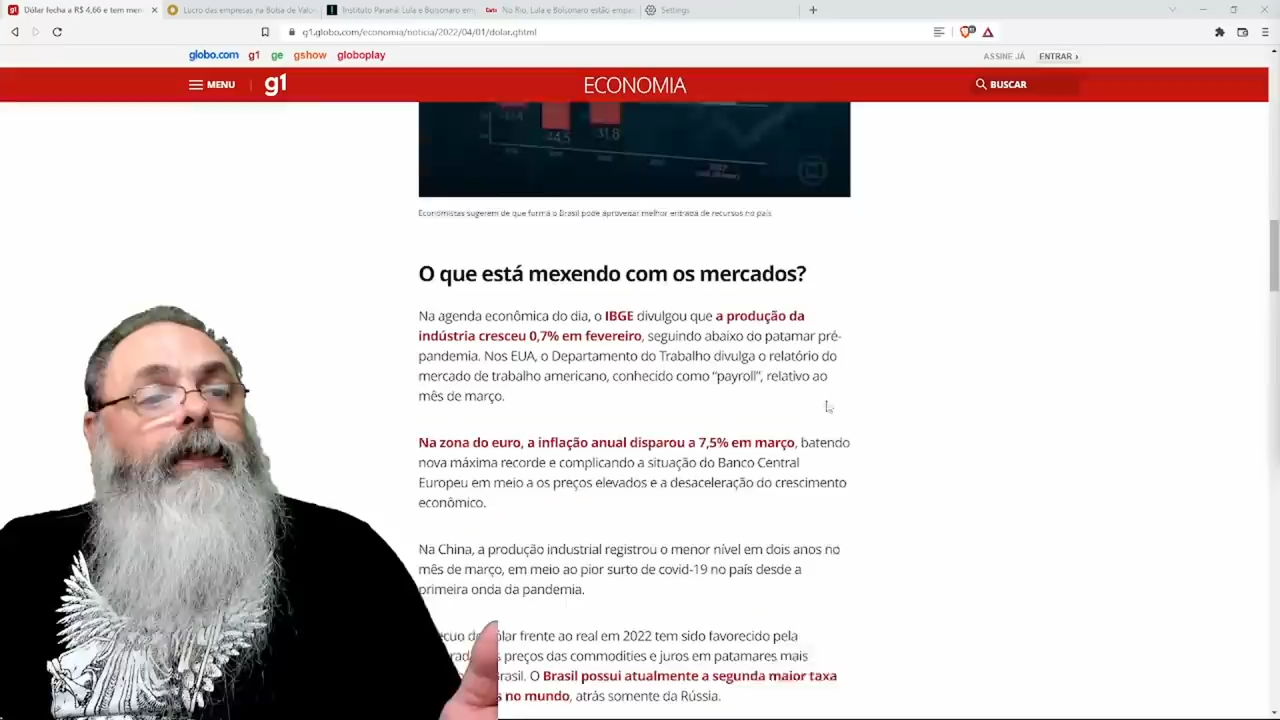 g1 Dólar fecha a R$ 4,66 e tem men
Lucro das empresas na Bolsa de Valo
Instituto Paraná: Lula e Bolsonaro em
No Rio, Lula e Bolsonaro estão empa
Settings
g1.globo.com/economia/noticia/2022/04/01/dolar.ghtml
globo.com g1 ge gshow globoplay
ASSINE JÁ ENTRAR ›
MENU g1 ECONOMIA BUSCAR
24,5 31,8
Economistas sugerem de que forma o Brasil pode aproveitar melhor entrada de recursos no país
O que está mexendo com os mercados?
Na agenda econômica do dia, o IBGE divulgou que a produção da
indústria cresceu 0,7% em fevereiro, seguindo abaixo do patamar pré-
pandemia. Nos EUA, o Departamento do Trabalho divulga o relatório do
mercado de trabalho americano, conhecido como “payroll”, relativo ao
mês de março.
Na zona do euro, a inflação anual disparou a 7,5% em março, batendo
nova máxima recorde e complicando a situação do Banco Central
Europeu em meio a os preços elevados e a desaceleração do crescimento
econômico.
Na China, a produção industrial registrou o menor nível em dois anos no
mês de março, em meio ao pior surto de covid-19 no país desde a
primeira onda da pandemia.
frente ao real em 2022 tem sido favorecido pela
preços das commodities e juros em patamares mais
Brasil. O Brasil possui atualmente a segunda maior taxa
no mundo, atrás somente da Rússia.